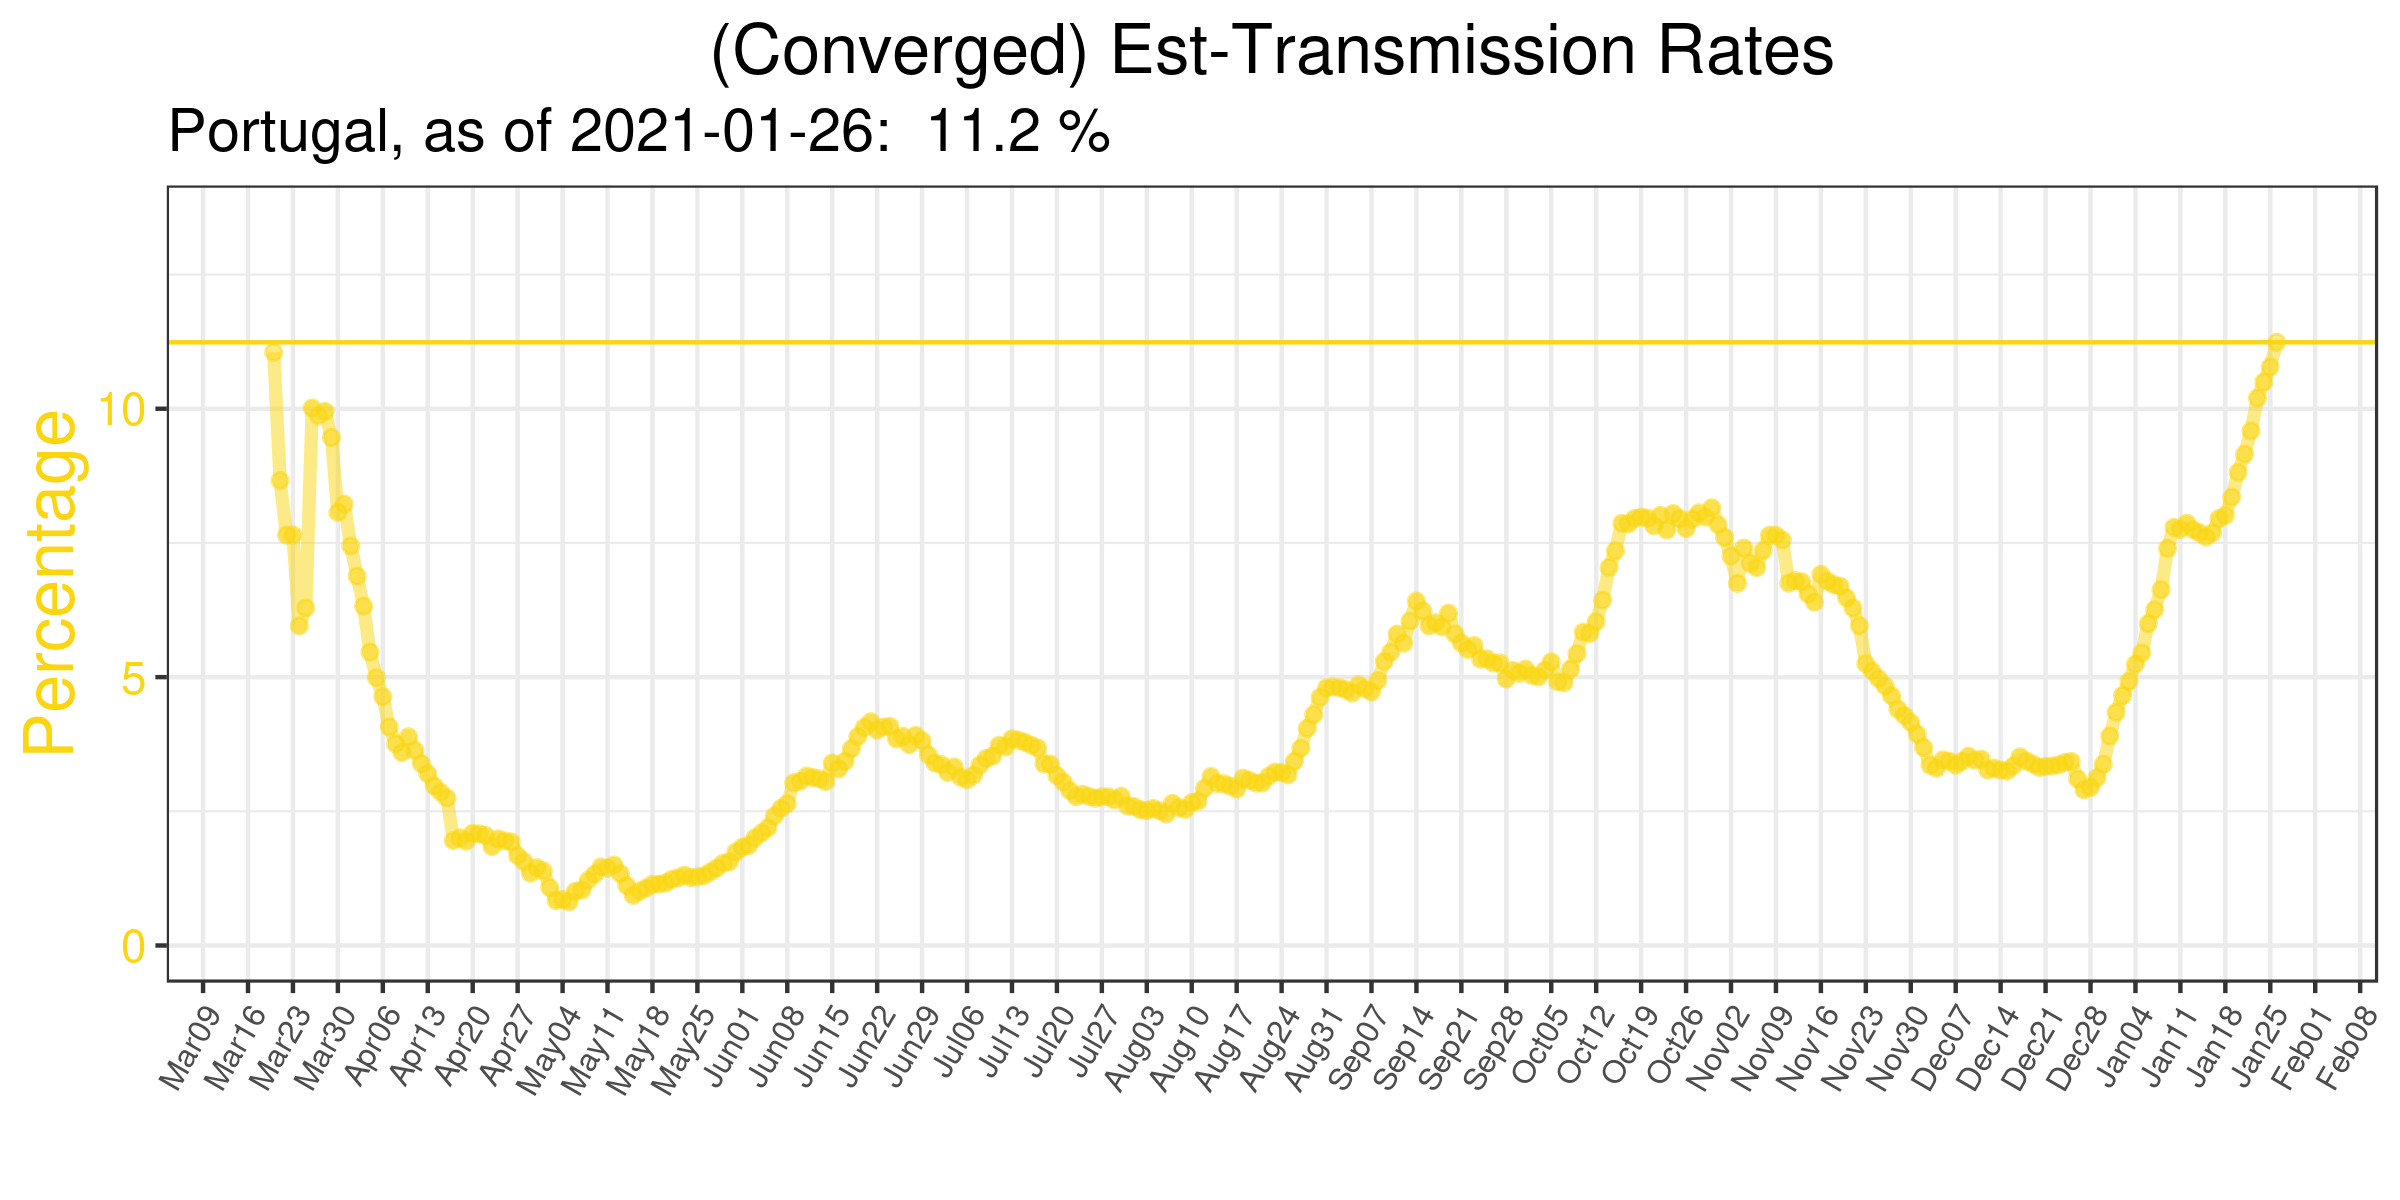 (Converged) Est-Transmission Rates
Portugal, as of 2021-01-26:  11.2 %
Percentage
10
5
0
Mar09 Mar16 Mar23 Mar30 Apr06 Apr13 Apr20 Apr27 May04 May11 May18 May25 Jun01 Jun08 Jun15 Jun22 Jun29 Jul06 Jul13 Jul20 Jul27 Aug03 Aug10 Aug17 Aug24 Aug31 Sep07 Sep14 Sep21 Sep28 Oct05 Oct12 Oct19 Oct26 Nov02 Nov09 Nov16 Nov23 Nov30 Dec07 Dec14 Dec21 Dec28 Jan04 Jan11 Jan18 Jan25 Feb01 Feb08